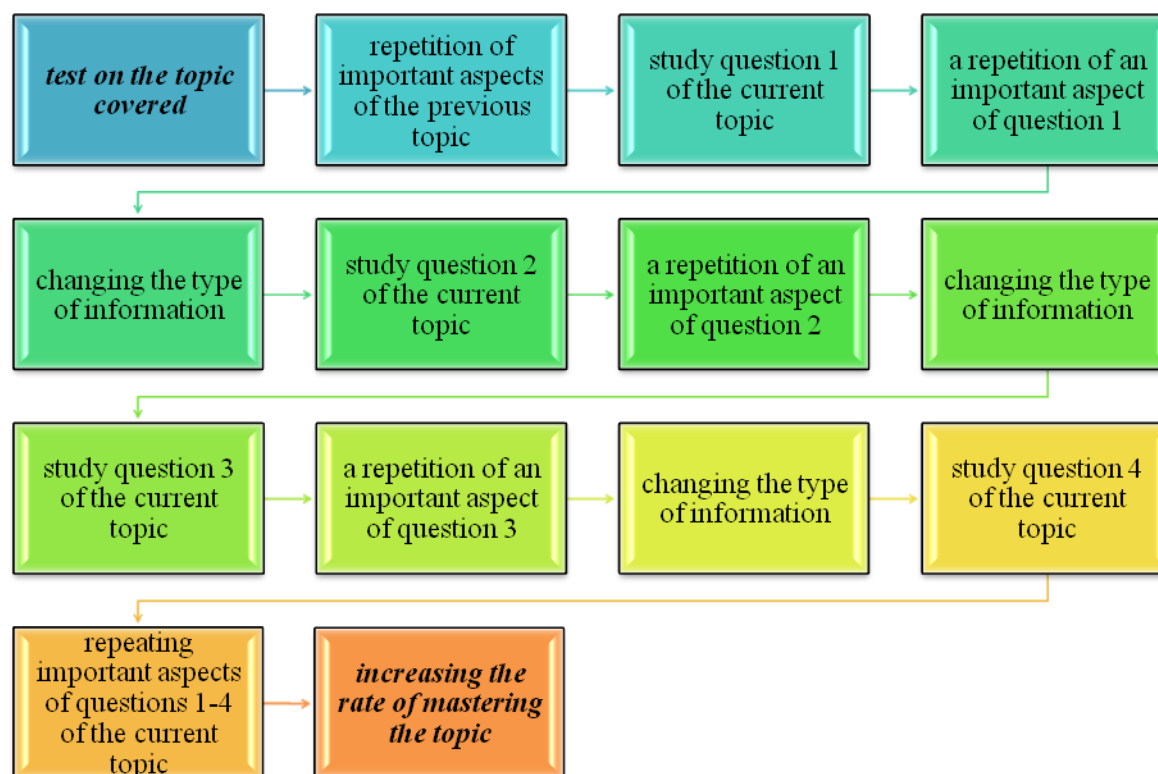 test on the topic
covered
repetition of
important aspects
of the previous
topic
study question 1
of the current
topic
a repetition of an
important aspect
of question 1
changing the type
of information
study question 2
of the current
topic
a repetition of an
important aspect
of question 2
changing the type
of information
study question 3
of the current
topic
a repetition of an
important aspect
of question 3
changing the type
of information
study question 4
of the current
topic
repeating
important aspects
of questions 1-4
of the current
topic
increasing the
rate of mastering
the topic